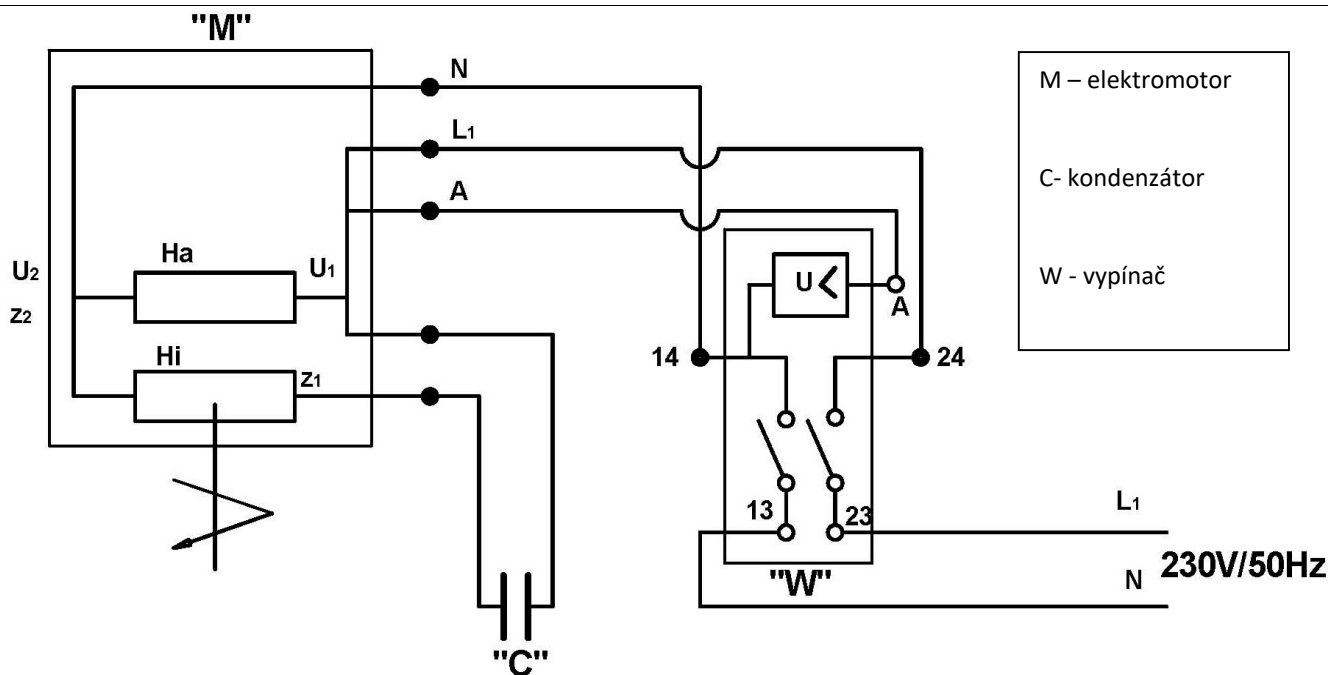 "M"
N
L1
A
Ha
U1
U2
z2
Hi
z1
"C"
U<
A
14
24
13
23
"W"
L1
N
230V/50Hz
M – elektromotor
C- kondenzátor
W - vypínač